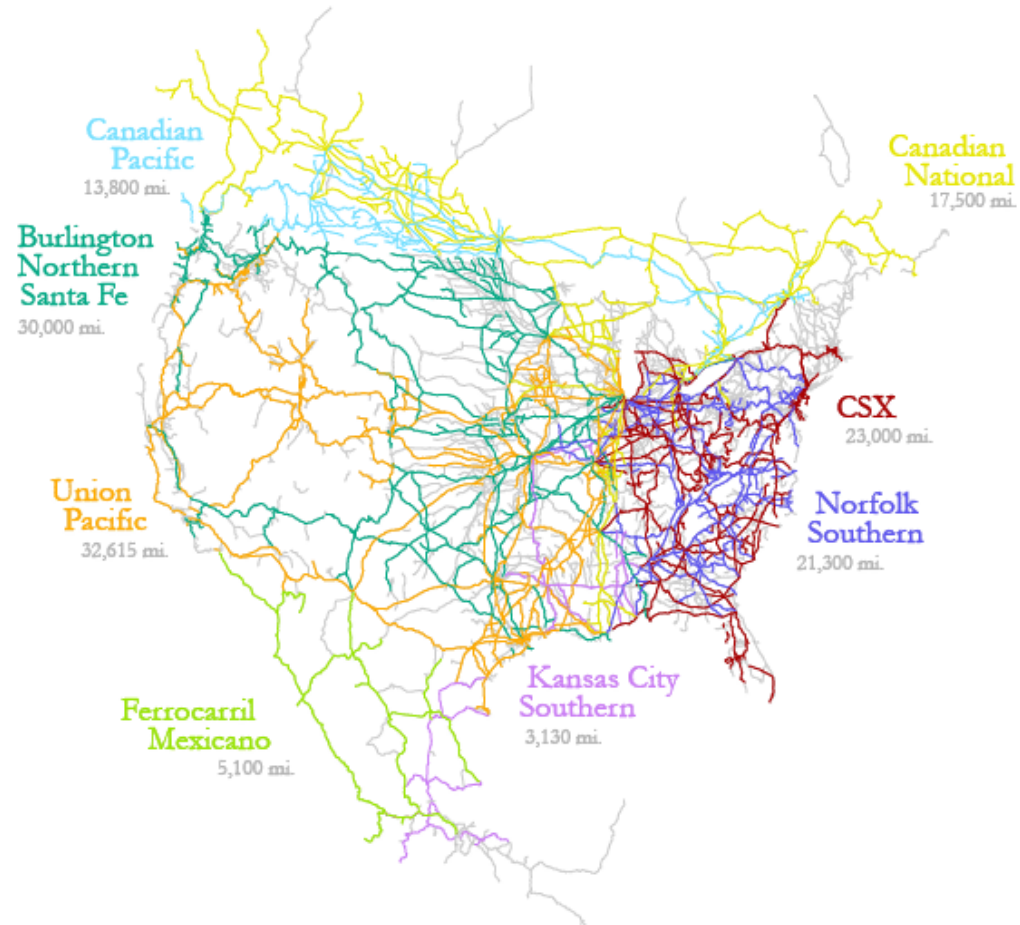 Canadian
Pacific
13,800 mi.
Canadian
National
17,500 mi.
Burlington
Northern
Santa Fe
30,000 mi.
CSX
23,000 mi.
Union
Pacific
32,615 mi.
Norfolk
Southern
21,300 mi.
Kansas City
Southern
3,130 mi.
Ferrocarril
Mexicano
5,100 mi.